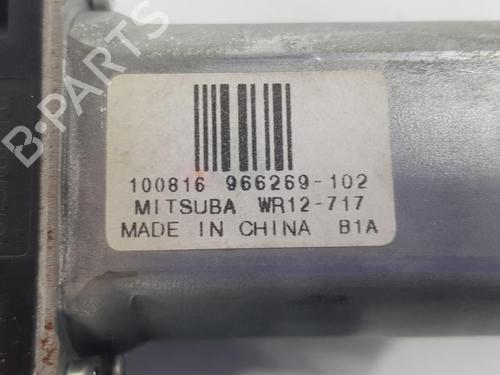 B-PARTS
100816 966269-102
MITSUBA WR12-717
MADE IN CHINA B1A